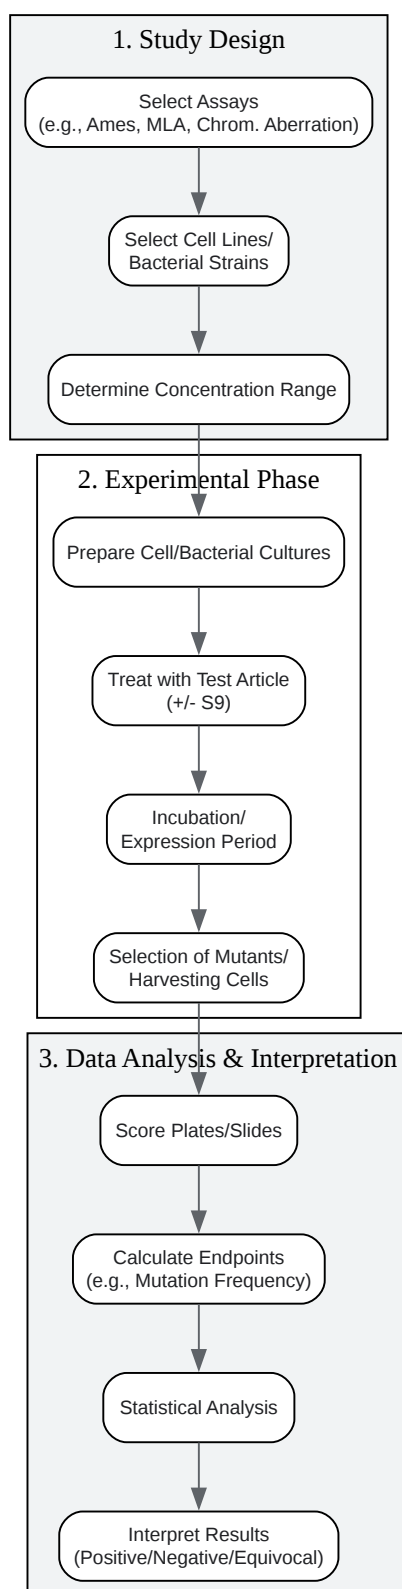 1. Study Design
Select Assays
(e.g., Ames, MLA, Chrom. Aberration)
Select Cell Lines/
Bacterial Strains
Determine Concentration Range
2. Experimental Phase
Prepare Cell/Bacterial Cultures
Treat with Test Article
(+/- S9)
Incubation/
Expression Period
Selection of Mutants/
Harvesting Cells
3. Data Analysis & Interpretation
Score Plates/Slides
Calculate Endpoints
(e.g., Mutation Frequency)
Statistical Analysis
Interpret Results
(Positive/Negative/Equivocal)